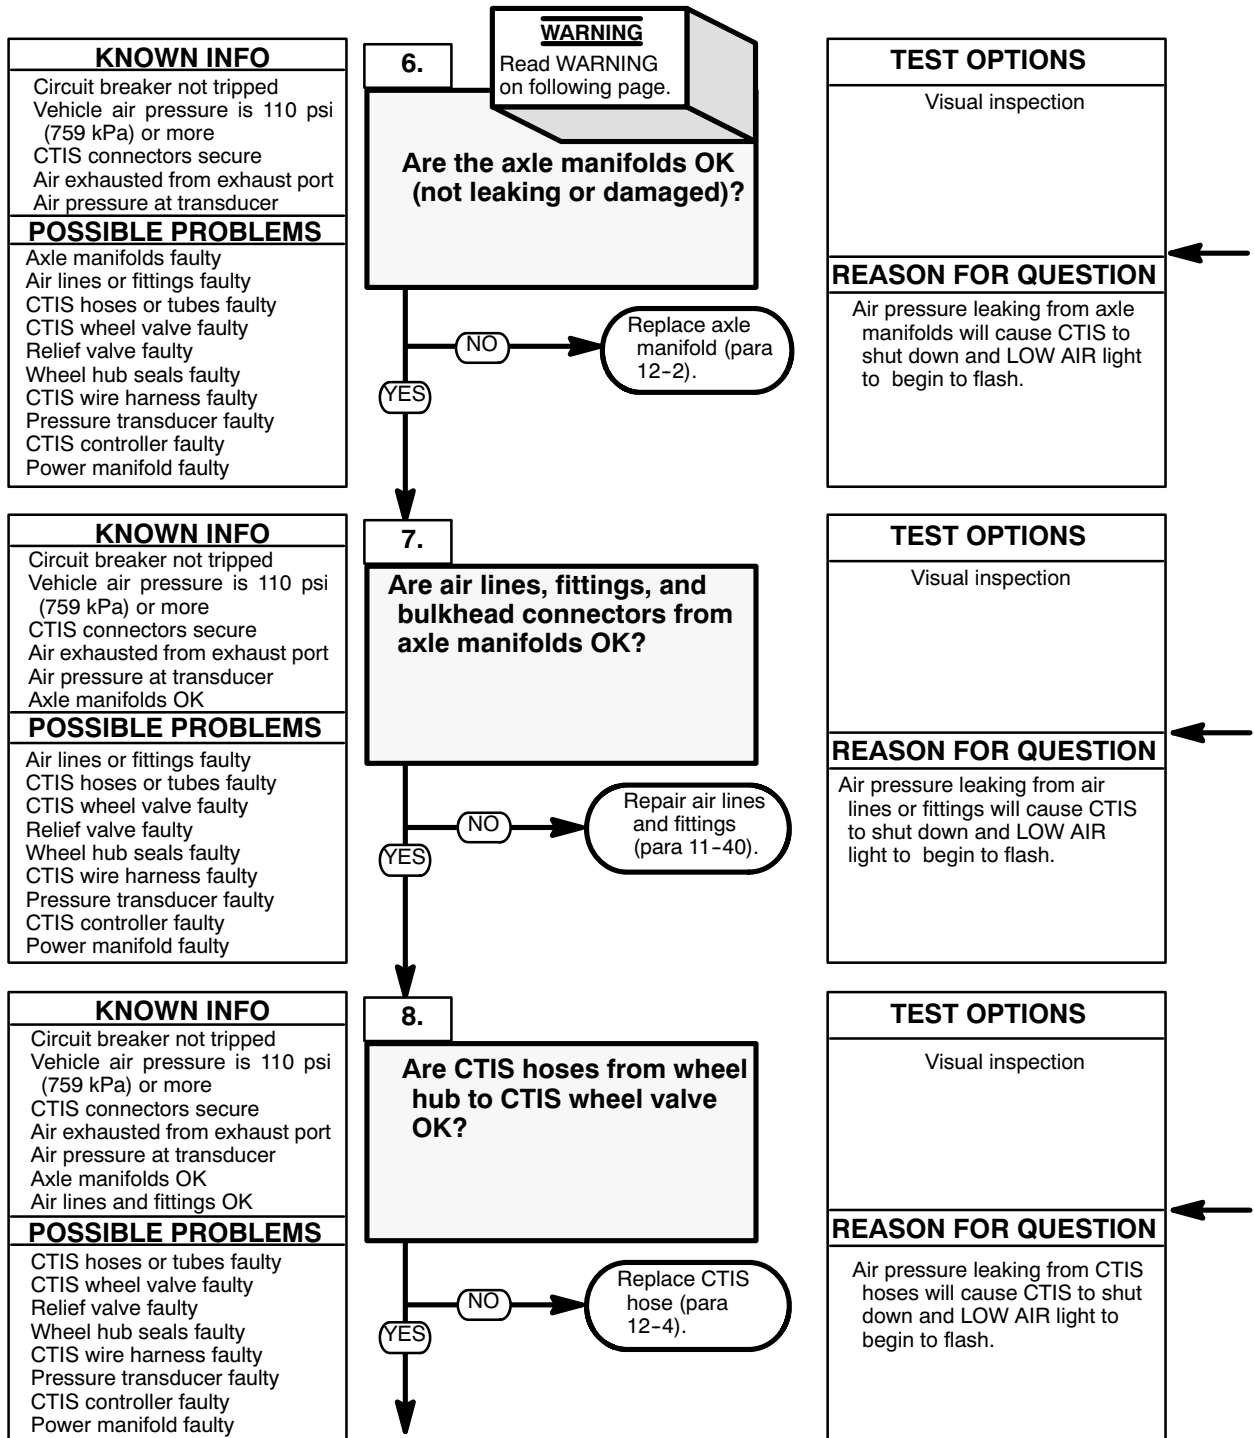 KNOWN INFO
Circuit breaker not tripped
Vehicle air pressure is 110 psi
(759 kPa) or more
CTIS connectors secure
Air exhausted from exhaust port
Air pressure at transducer
POSSIBLE PROBLEMS
Axle manifolds faulty
Air lines or fittings faulty
CTIS hoses or tubes faulty
CTIS wheel valve faulty
Relief valve faulty
Wheel hub seals faulty
CTIS wire harness faulty
Pressure transducer faulty
CTIS controller faulty
Power manifold faulty
6.
WARNING
Read WARNING
on following page.
Are the axle manifolds OK
(not leaking or damaged)?
NO
Replace axle
manifold (para
12-2).
YES
TEST OPTIONS
Visual inspection
REASON FOR QUESTION
Air pressure leaking from axle
manifolds will cause CTIS to
shut down and LOW AIR light
to begin to flash.
KNOWN INFO
Circuit breaker not tripped
Vehicle air pressure is 110 psi
(759 kPa) or more
CTIS connectors secure
Air exhausted from exhaust port
Air pressure at transducer
Axle manifolds OK
POSSIBLE PROBLEMS
Air lines or fittings faulty
CTIS hoses or tubes faulty
CTIS wheel valve faulty
Relief valve faulty
Wheel hub seals faulty
CTIS wire harness faulty
Pressure transducer faulty
CTIS controller faulty
Power manifold faulty
7.
Are air lines, fittings, and
bulkhead connectors from
axle manifolds OK?
NO
Repair air lines
and fittings
(para 11-40).
YES
TEST OPTIONS
Visual inspection
REASON FOR QUESTION
Air pressure leaking from air
lines or fittings will cause CTIS
to shut down and LOW AIR
light to begin to flash.
KNOWN INFO
Circuit breaker not tripped
Vehicle air pressure is 110 psi
(759 kPa) or more
CTIS connectors secure
Air exhausted from exhaust port
Air pressure at transducer
Axle manifolds OK
Air lines and fittings OK
POSSIBLE PROBLEMS
CTIS hoses or tubes faulty
CTIS wheel valve faulty
Relief valve faulty
Wheel hub seals faulty
CTIS wire harness faulty
Pressure transducer faulty
CTIS controller faulty
Power manifold faulty
8.
Are CTIS hoses from wheel
hub to CTIS wheel valve
OK?
NO
Replace CTIS
hose (para
12-4).
YES
TEST OPTIONS
Visual inspection
REASON FOR QUESTION
Air pressure leaking from CTIS
hoses will cause CTIS to shut
down and LOW AIR light to
begin to flash.